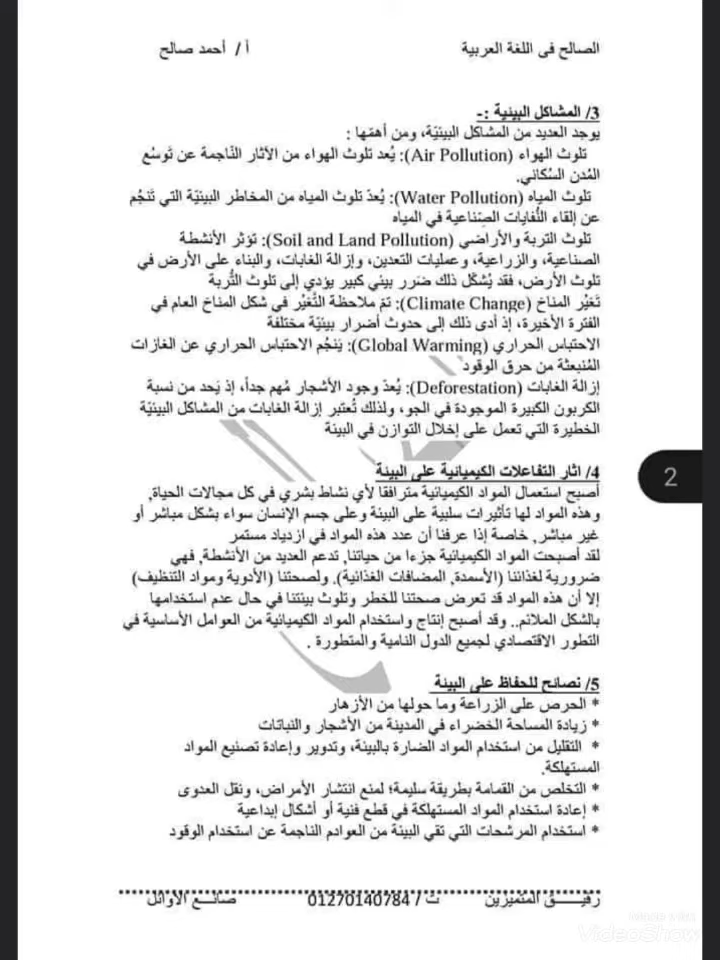 الصالح فى اللغة العربية أ / أحمد صالح
3/ المشاكل البيئية :-
يوجد العديد من المشاكل البيئيّة، ومن أهمّها :
تلوث الهواء (Air Pollution): يُعد تلوث الهواء من الآثار النّاجمة عن توسُع
المُدن السُكاني.
تلوث المياه (Water Pollution): يُعدّ تلوث المياه من المخاطر البيئيّة التي تَنجُم
عن إلقاء النُّفايات الصِّناعية في المياه
تلوث التربة والأراضي (Soil and Land Pollution): تؤثر الأنشطة
الصناعية، والزراعية، وعمليات التعدين، وإزالة الغابات، والبناء على الأرض في
تلوث الأرض، فقد يُشكّل ذلك ضَرر بيئي كبير يؤدي إلى تلوث التُّربة
تَغَيُر المناخ (Climate Change): تمّ ملاحظة التّغيُر في شكل المناخ العام في
الفترة الأخيرة، إذ أدى ذلك إلى حدوث أضرار بيئيّة مختلفة
الاحتباس الحراري (Global Warming): يَنجُم الاحتباس الحراري عن الغازات
المُنبعثة من حرق الوقود
إزالة الغابات (Deforestation): يُعدّ وجود الأشجار مُهم جداً، إذ يَحد من نسبة
الكربون الكبيرة الموجودة في الجو، ولذلك تُعتبر إزالة الغابات من المشاكل البيئيّة
الخطيرة التي تعمل على إخلال التوازن في البيئة
4/ اثار التفاعلات الكيميائية على البيئة
أصبح استعمال المواد الكيميائية مترافقا لأي نشاط بشري في كل مجالات الحياة,
وهذه المواد لها تأثيرات سلبية على البيئة وعلى جسم الإنسان سواء بشكل مباشر أو
غير مباشر, خاصة إذا عرفنا أن عدد هذه المواد في ازدياد مستمر
لقد أصبحت المواد الكيميائية جزءا من حياتنا, تدعم العديد من الأنشطة, فهي
ضرورية لغذائنا (الأسمدة, المضافات الغذائية). ولصحتنا (الأدوية ومواد التنظيف)
إلا أن هذه المواد قد تعرض صحتنا للخطر وتلوث بيئتنا في حال عدم استخدامها
بالشكل الملائم.. وقد أصبح إنتاج واستخدام المواد الكيميائية من العوامل الأساسية في
التطور الاقتصادي لجميع الدول النامية والمتطورة .
2
5/ نصائح للحفاظ على البيئة
* الحرص على الزراعة وما حولها من الأزهار
* زيادة المساحة الخضراء في المدينة من الأشجار والنباتات
* التقليل من استخدام المواد الضارة بالبيئة، وتدوير وإعادة تصنيع المواد
المستهلكة.
* التخلص من القمامة بطريقة سليمة؛ لمنع انتشار الأمراض، ونقل العدوى
* إعادة استخدام المواد المستهلكة في قطع فنية أو أشكال إبداعية
* استخدام المرشحات التي تقي البيئة من العوادم الناجمة عن استخدام الوقود
رفيـــق المتميزين ت / 01270140784 صانـــع الأوائل
Made with
VideoShow